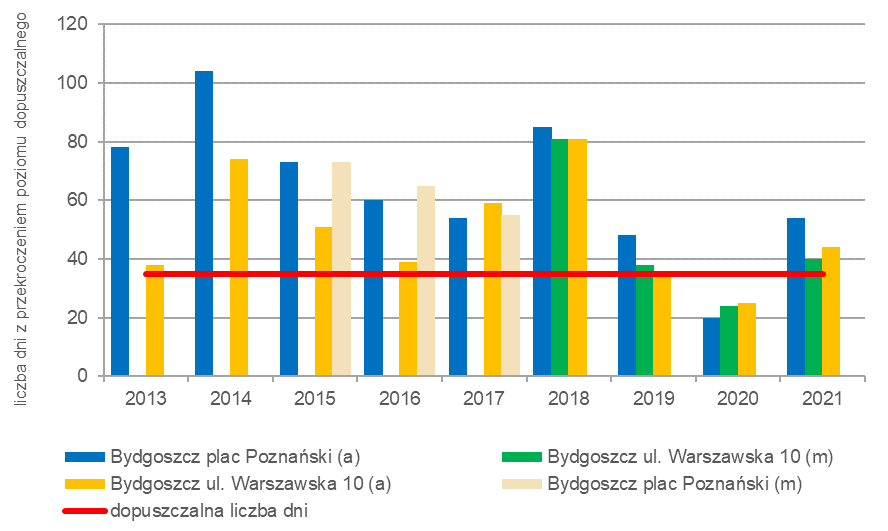 liczba dni z przekroczeniem poziomu dopuszczalnego
120
100
80
60
40
20
0
2013 2014 2015 2016 2017 2018 2019 2020 2021
Bydgoszcz plac Poznański (a) Bydgoszcz ul. Warszawska 10 (m)
Bydgoszcz ul. Warszawska 10 (a) Bydgoszcz plac Poznański (m)
dopuszczalna liczba dni